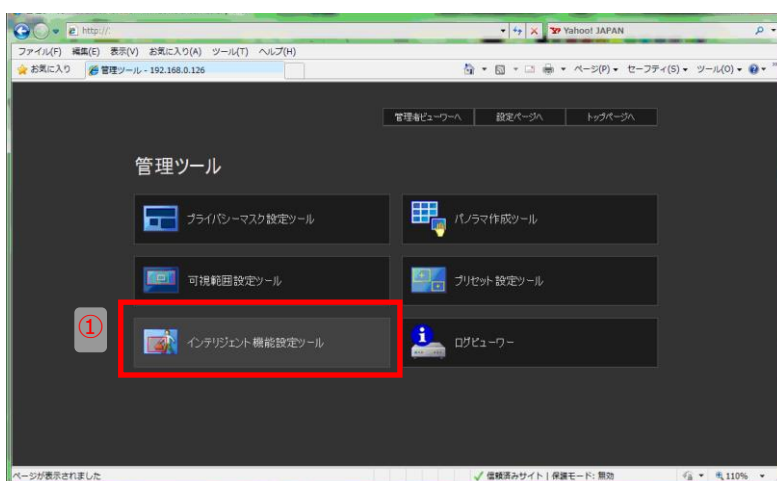 http://
Yahoo! JAPAN
ファイル(F) 編集(E) 表示(V) お気に入り(A) ツール(T) ヘルプ(H)
お気に入り 管理ツール - 192.168.0.126 ページ(P) セーフティ(S) ツール(O)
管理者ビューワーへ 設定ページへ トップページへ
管理ツール
プライバシーマスク設定ツール パノラマ作成ツール
可視範囲設定ツール プリセット設定ツール
① インテリジェント機能設定ツール ログビューワー
ページが表示されました 信頼済みサイト | 保護モード: 無効 110%